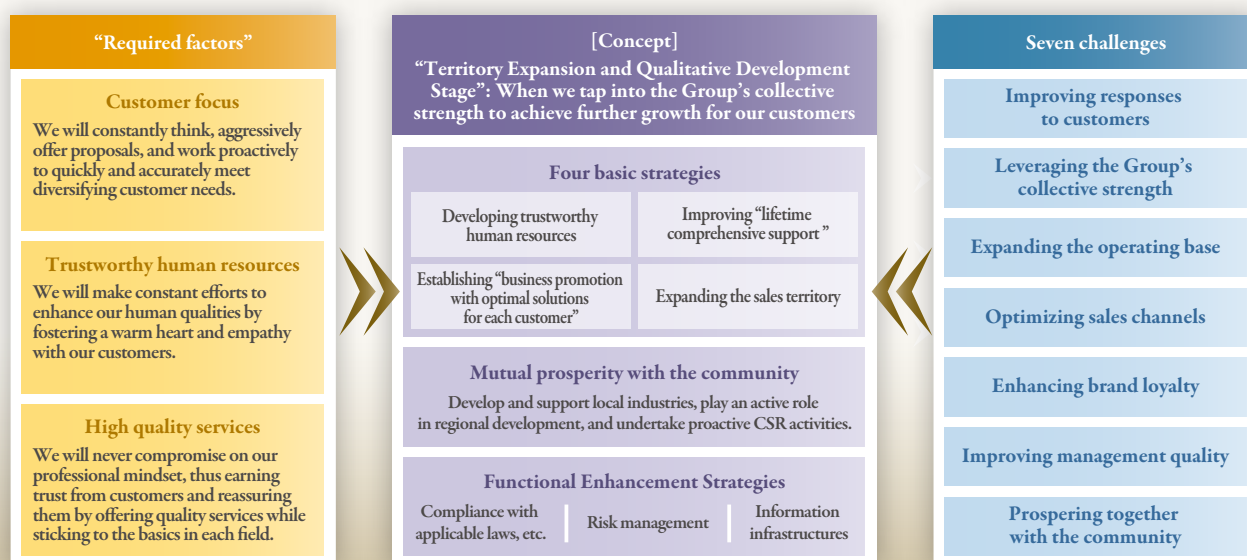 “Required factors”
Customer focus
We will constantly think, aggressively
offer proposals, and work proactively
to quickly and accurately meet
diversifying customer needs.
Trustworthy human resources
We will make constant efforts to
enhance our human qualities by
fostering a warm heart and empathy
with our customers.
High quality services
We will never compromise on our
professional mindset, thus earning
trust from customers and reassuring
them by offering quality services while
sticking to the basics in each field.
[Concept]
“Territory Expansion and Qualitative Development
Stage”: When we tap into the Group’s collective
strength to achieve further growth for our customers
Four basic strategies
Developing trustworthy
human resources
Improving “lifetime
comprehensive support ”
Establishing “business promotion
with optimal solutions
for each customer”
Expanding the sales territory
Mutual prosperity with the community
Develop and support local industries, play an active role
in regional development, and undertake proactive CSR activities.
Functional Enhancement Strategies
Compliance with
applicable laws, etc.
Risk management
Information
infrastructures
Seven challenges
Improving responses
to customers
Leveraging the Group’s
collective strength
Expanding the operating base
Optimizing sales channels
Enhancing brand loyalty
Improving management quality
Prospering together
with the community